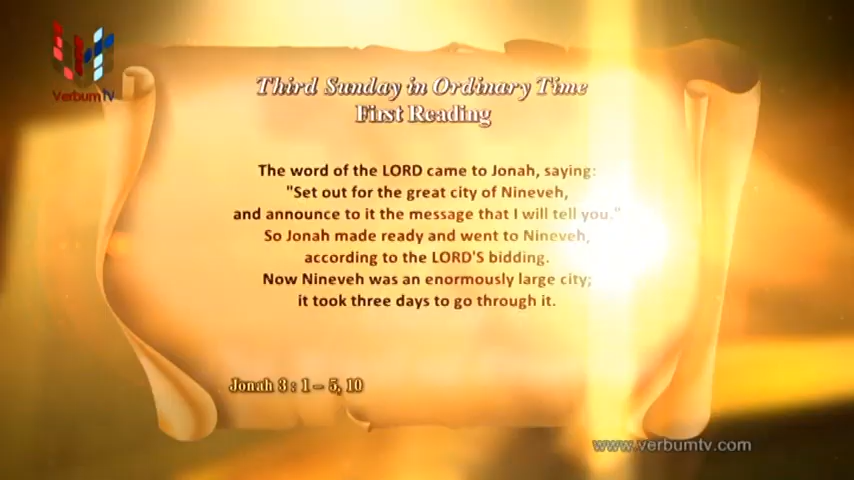 VerbumTV
Third Sunday in Ordinary Time
First Reading
The word of the LORD came to Jonah, saying:
"Set out for the great city of Nineveh,
and announce to it the message that I will tell you."
So Jonah made ready and went to Nineveh,
according to the LORD'S bidding.
Now Nineveh was an enormously large city;
it took three days to go through it.
Jonah 3 : 1 – 5, 10
www.verbumtv.com